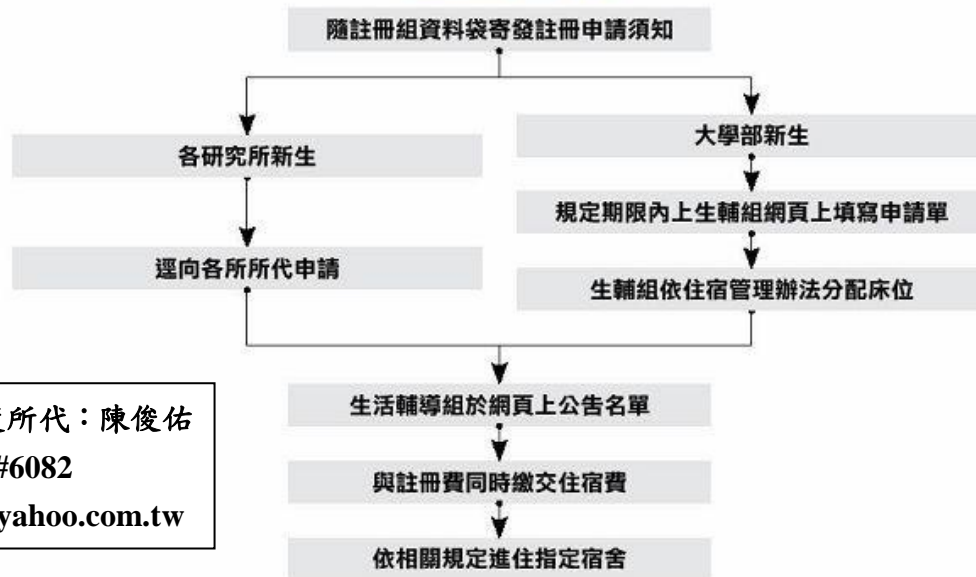 隨註冊組資料袋寄發註冊申請須知
各研究所新生
逕向各所所代申請
大學部新生
規定期限內上生輔組網頁上填寫申請單
生輔組依住宿管理辦法分配床位
生活輔導組於網頁上公告名單
與註冊費同時繳交住宿費
依相關規定進住指定宿舍
所代：陳俊佑
#6082
yahoo.com.tw